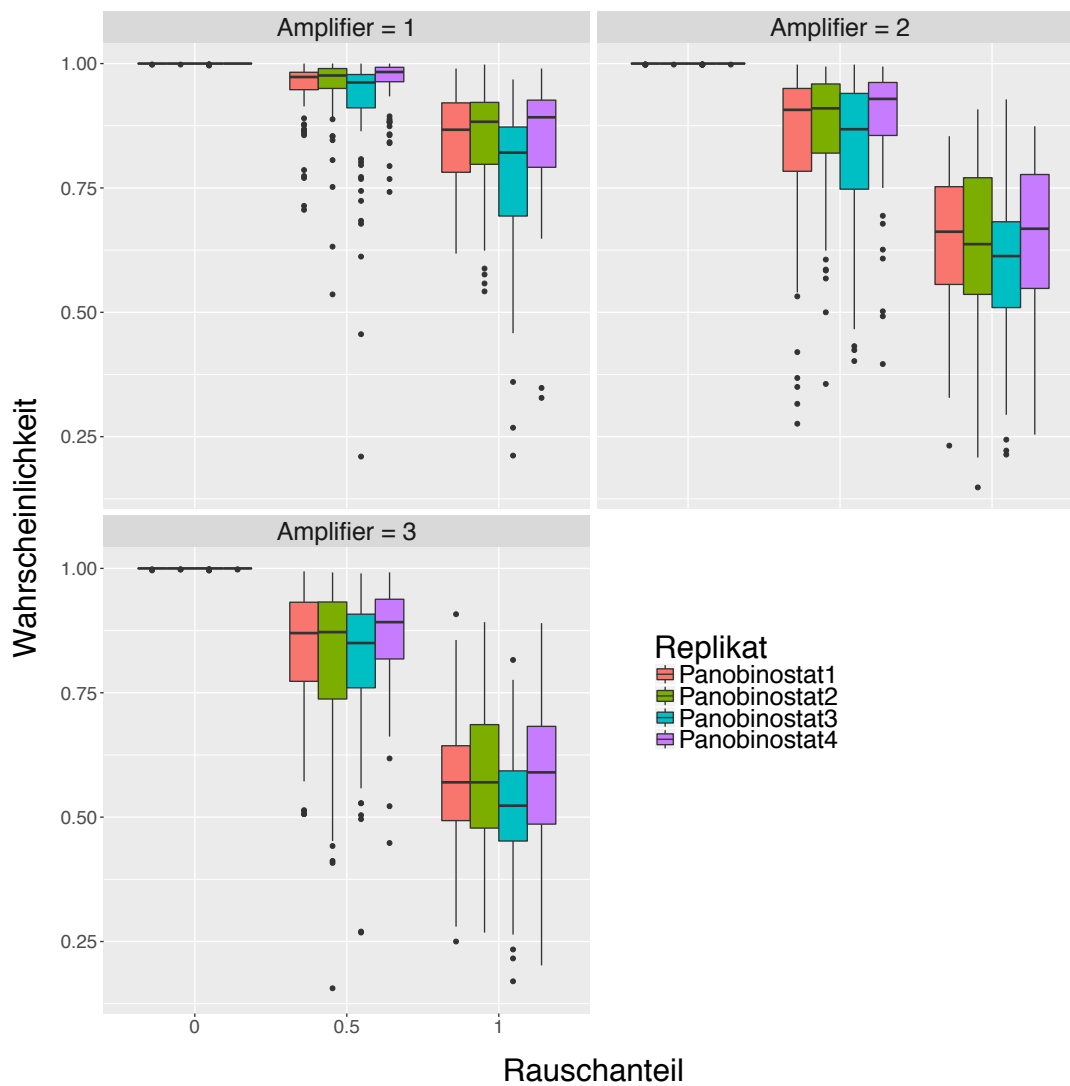 Amplifier = 1
Amplifier = 2
1.00
0.75
0.50
0.25
Wahrscheinlichkeit
Amplifier = 3
1.00
0.75
0.50
0.25
0
0.5
1
Rauschanteil
Replikat
Panobinostat1
Panobinostat2
Panobinostat3
Panobinostat4